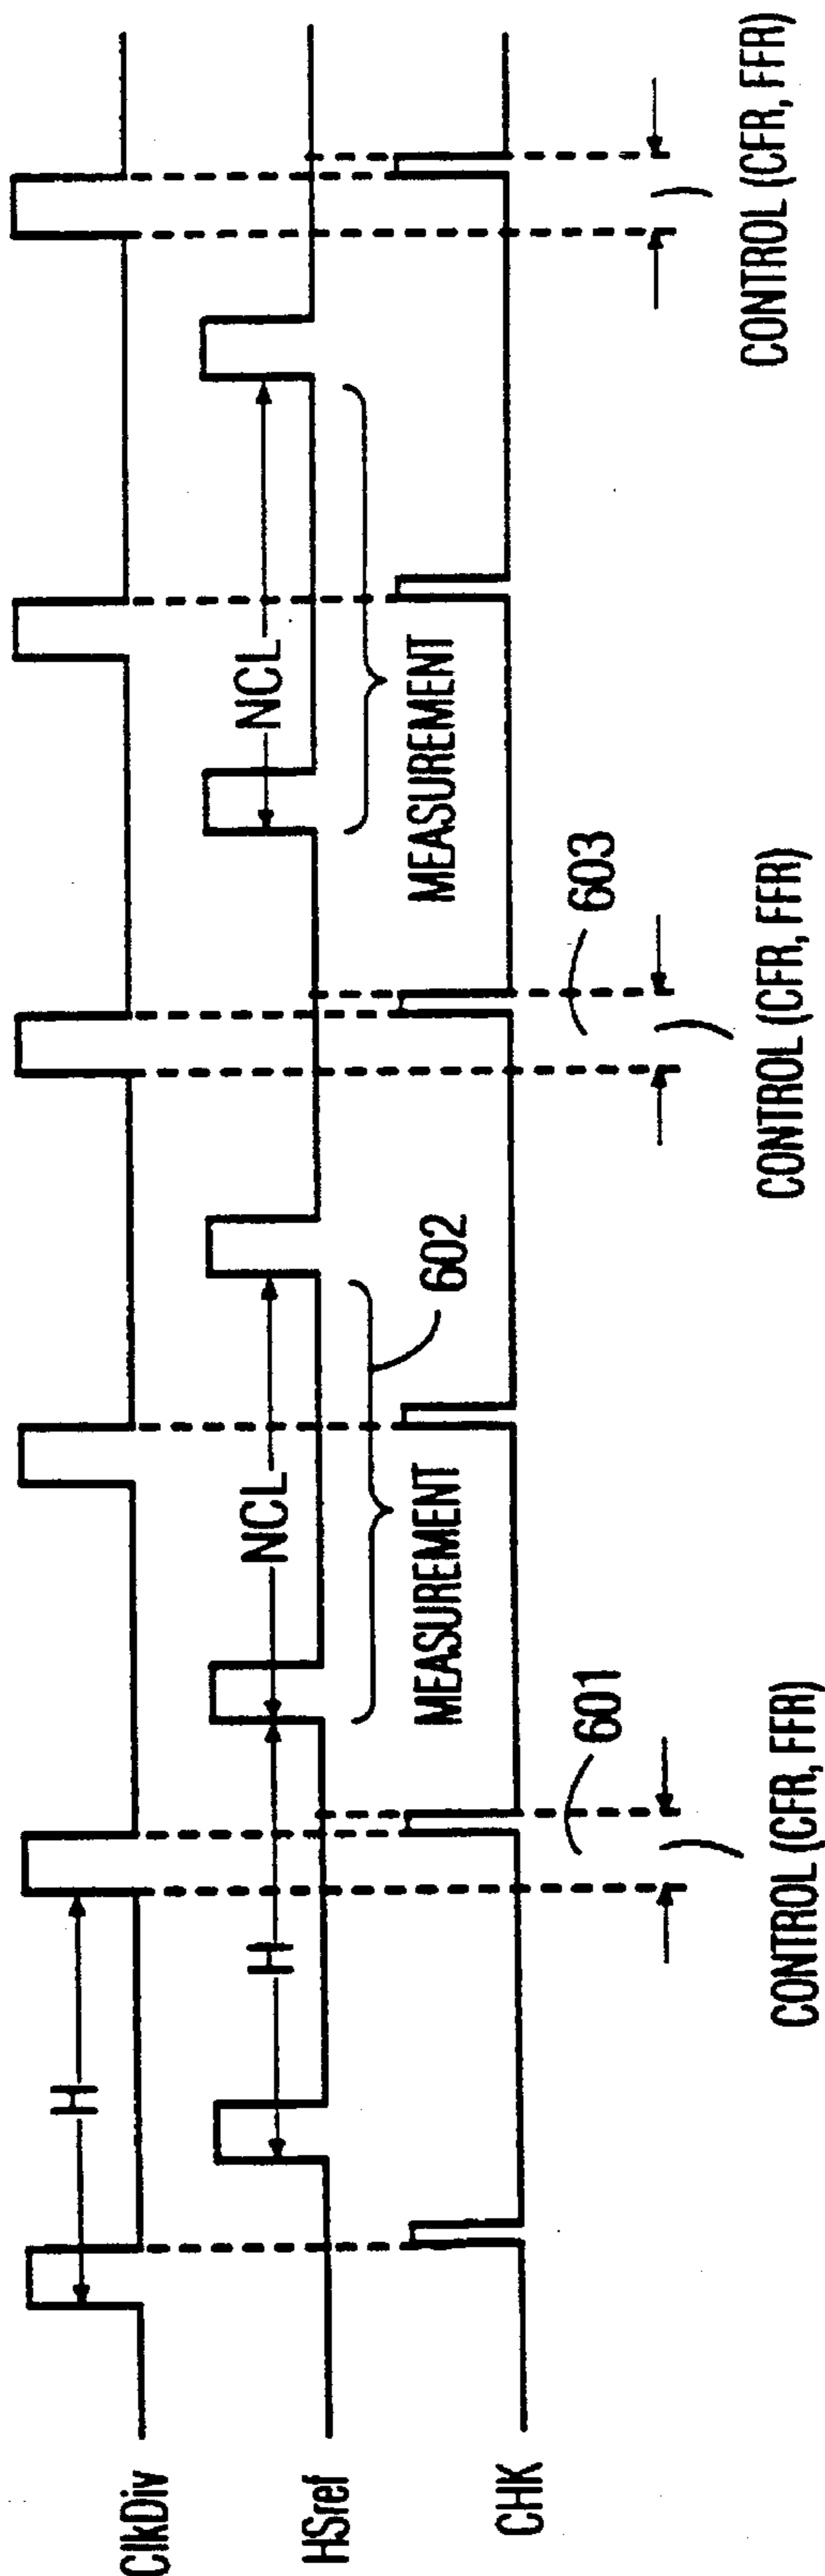 ClkDiv
H
HSref
H
NCL
NCL
MEASUREMENT
602
MEASUREMENT
CHK
601
603
CONTROL (CFR, FFR)
CONTROL (CFR, FFR)
CONTROL (CFR, FFR)